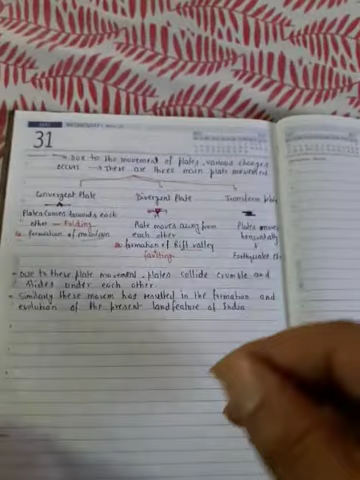 31
WEDNESDAY
→ Due to the movement of plates, various changes
occurs → There are three main plate movement
Convergent Plate Divergent Plate Transform plate
Plates comes towards each
other — Folding Plate moves away from Plates moves
formation of mountain each other horizontally
formation of Rift valley
faulting Earthquake
Due to these plate movement, plates collide crumble and
slides under each other.
Similarly these movem has resulted in the formation and
evolution of the present landfeature of India